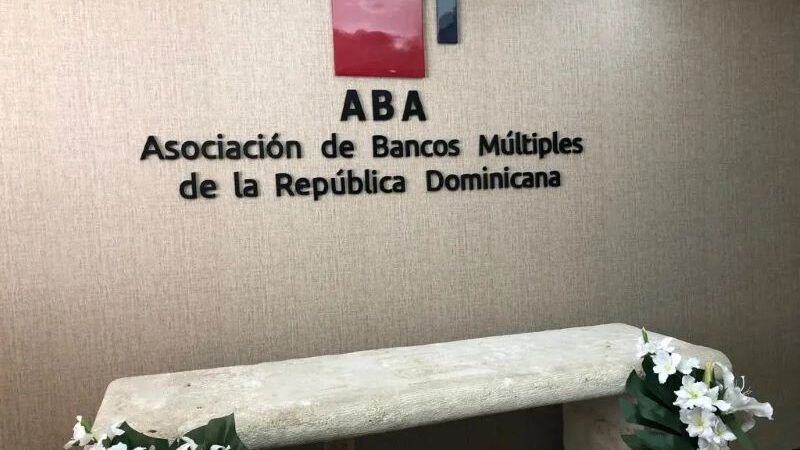 ABA
Asociación de Bancos Múltiples
de la República Dominicana